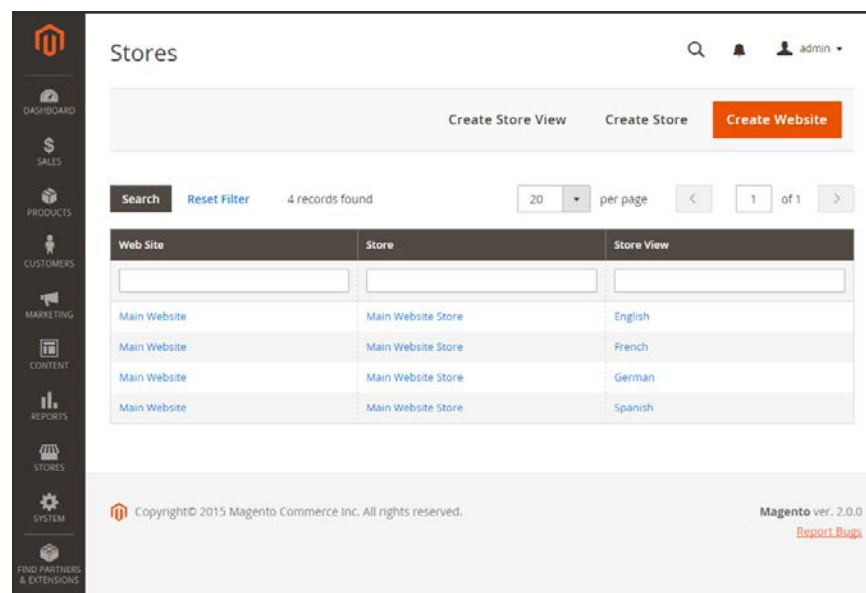 Stores
admin
DASHBOARD
$
SALES
PRODUCTS
CUSTOMERS
MARKETING
CONTENT
REPORTS
STORES
SYSTEM
FIND PARTNERS
& EXTENSIONS
Create Store View Create Store Create Website
Search Reset Filter 4 records found 20 per page 1 of 1
Web Site Store Store View
Main Website Main Website Store English
Main Website Main Website Store French
Main Website Main Website Store German
Main Website Main Website Store Spanish
Copyright© 2015 Magento Commerce Inc. All rights reserved.
Magento ver. 2.0.0
Report Bugs